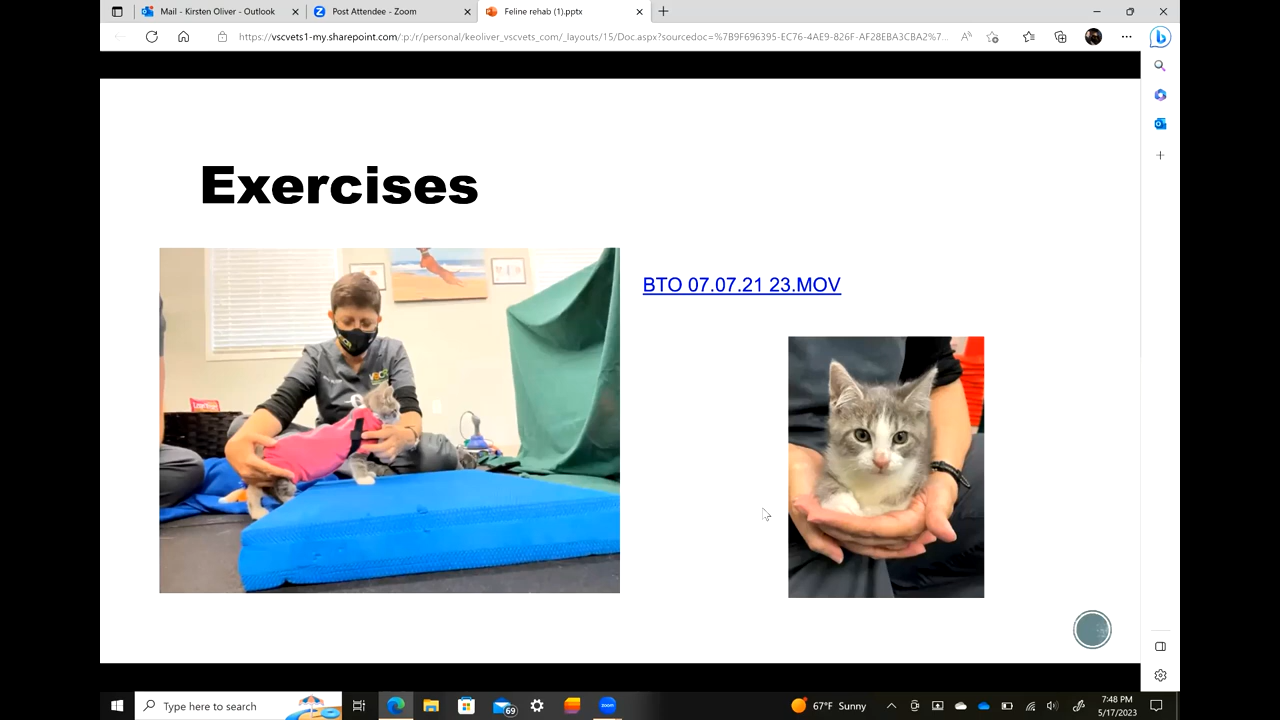 Mail - Kirsten Oliver - Outlook
Post Attendee - Zoom
Feline rehab (1).pptx
https://vscvets1-my.sharepoint.com/:p:/r/personal/keoliver_vscvets_com/_layouts/15/Doc.aspx?sourcedoc=%7B9F696395-EC76-4AE9-826F-AF28EBA3CBA2%7...
Exercises
BTO 07.07.21 23.MOV
Type here to search
69
zoom
67°F Sunny
7:48 PM
5/17/2023